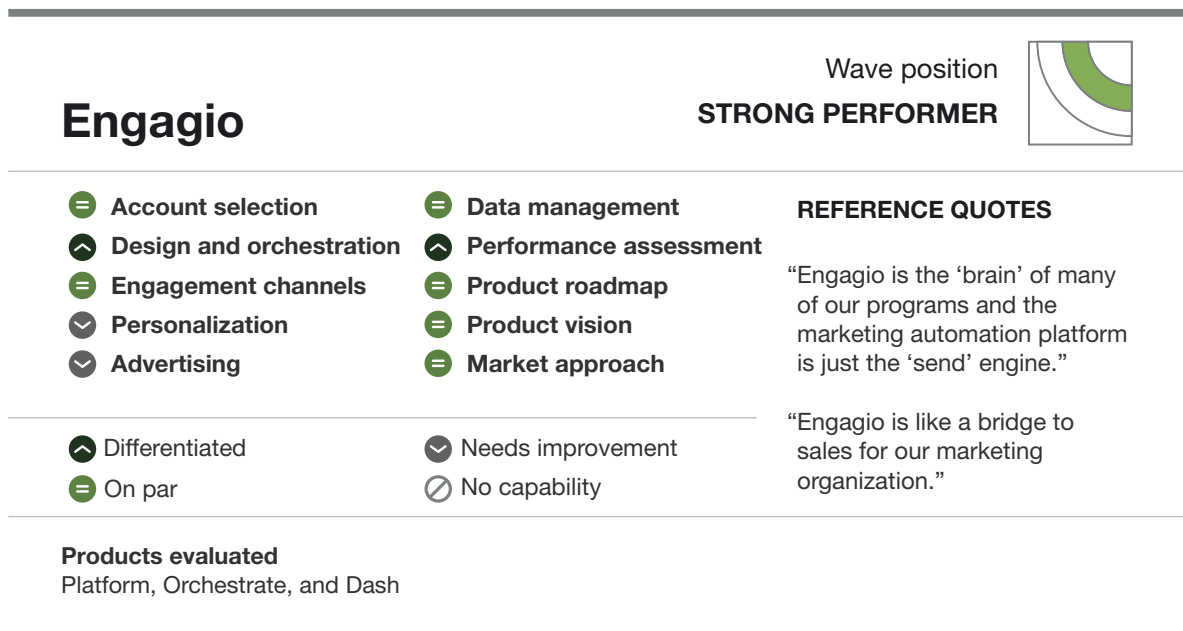 Wave position
STRONG PERFORMER
Engagio
Account selection
Design and orchestration
Engagement channels
Personalization
Advertising
Data management
Performance assessment
Product roadmap
Product vision
Market approach
Differentiated
On par
Needs improvement
No capability
REFERENCE QUOTES
“Engagio is the ‘brain’ of many
of our programs and the
marketing automation platform
is just the ‘send’ engine.”
“Engagio is like a bridge to
sales for our marketing
organization.”
Products evaluated
Platform, Orchestrate, and Dash